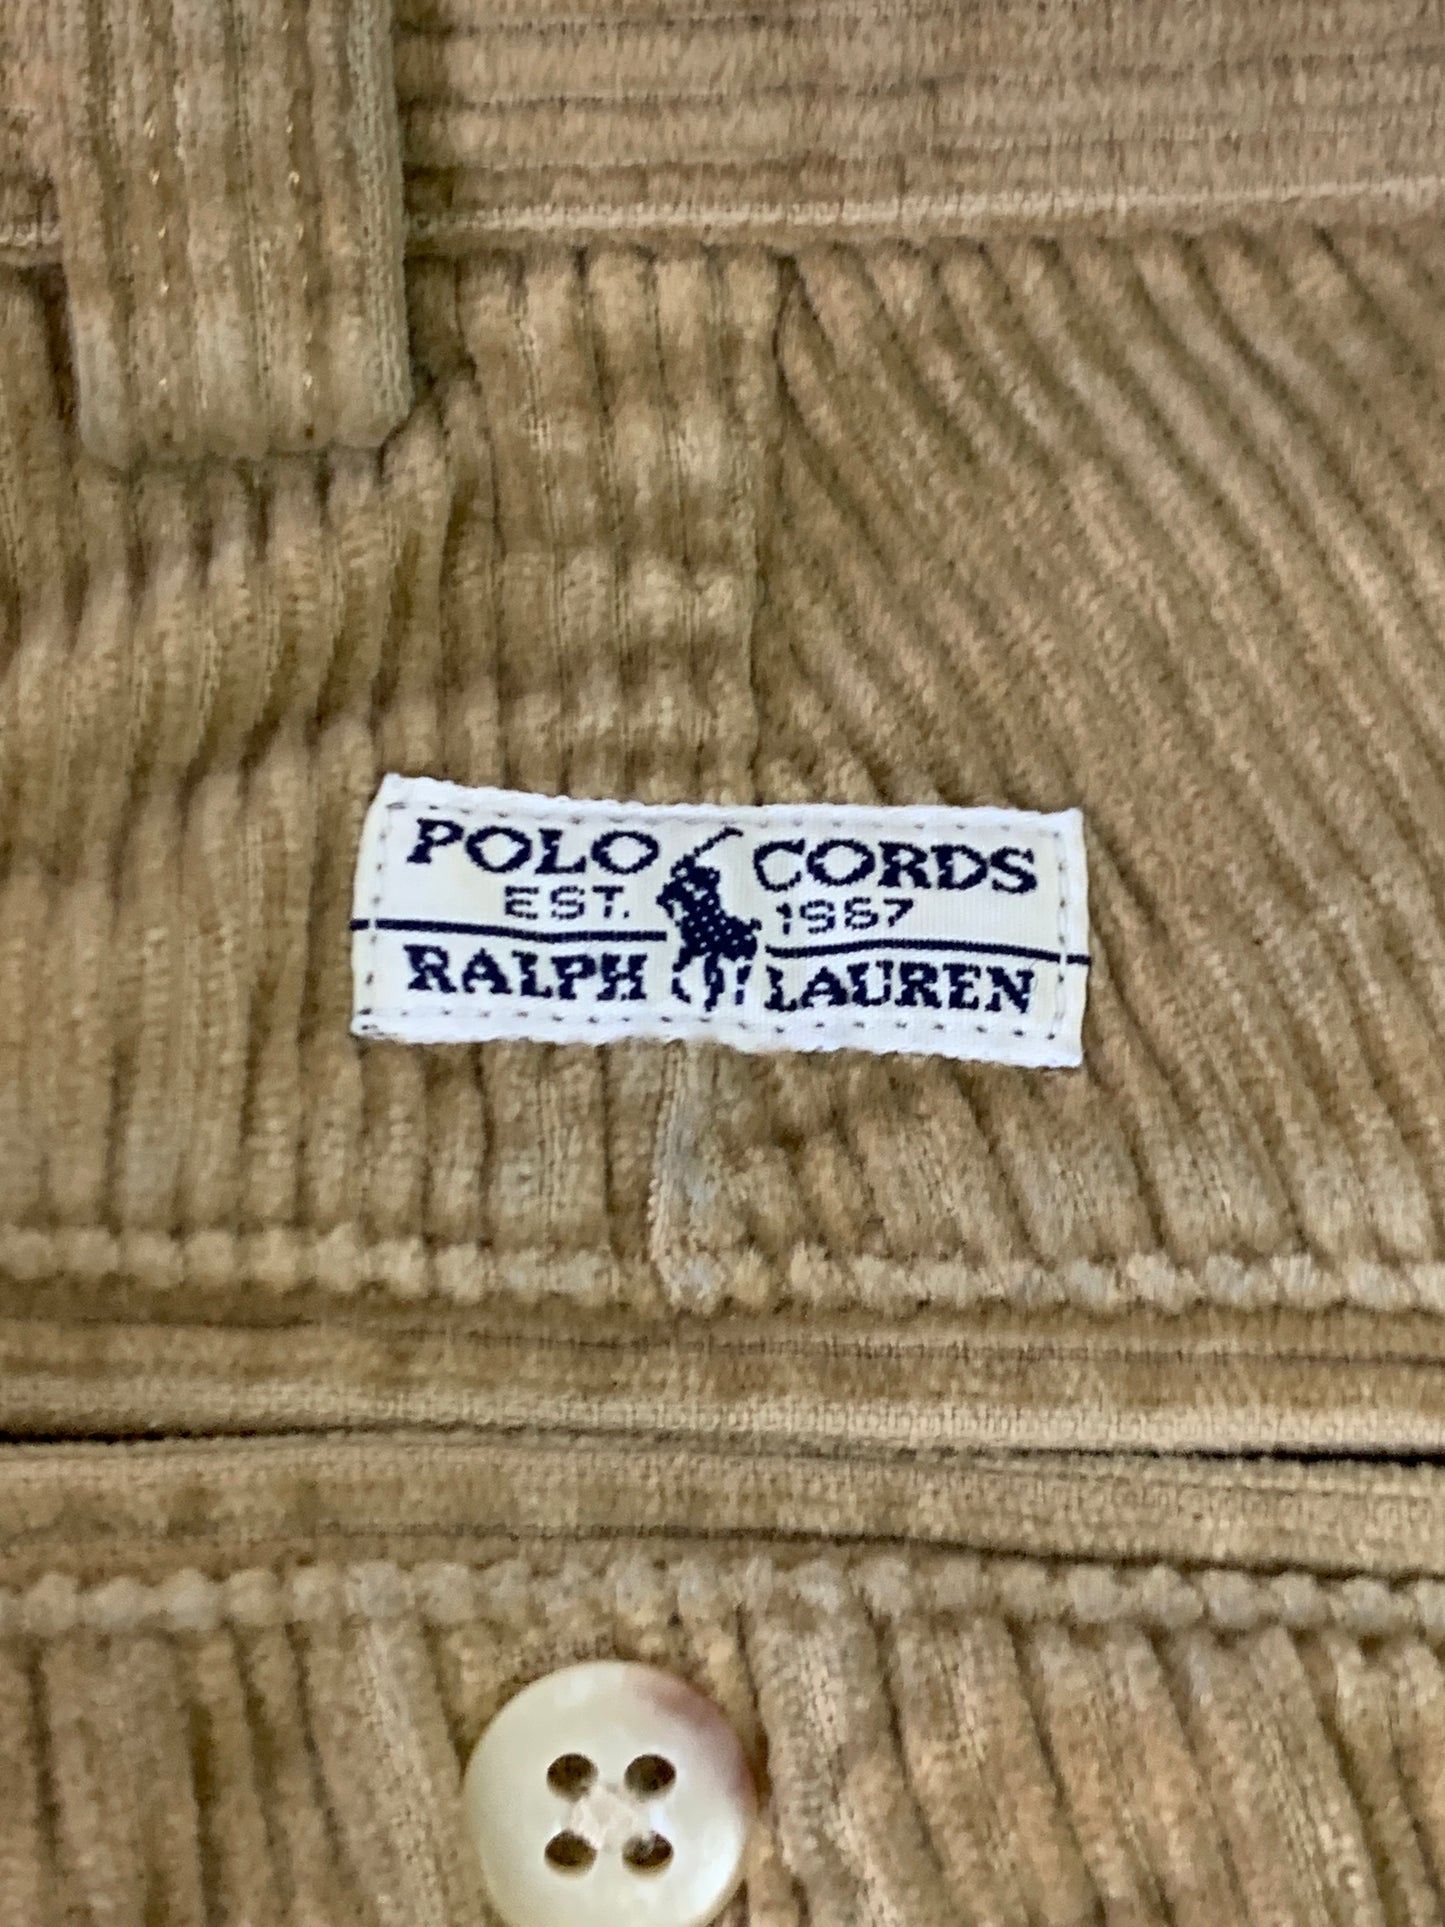 POLO CORDS
EST. 1967
RALPH LAUREN